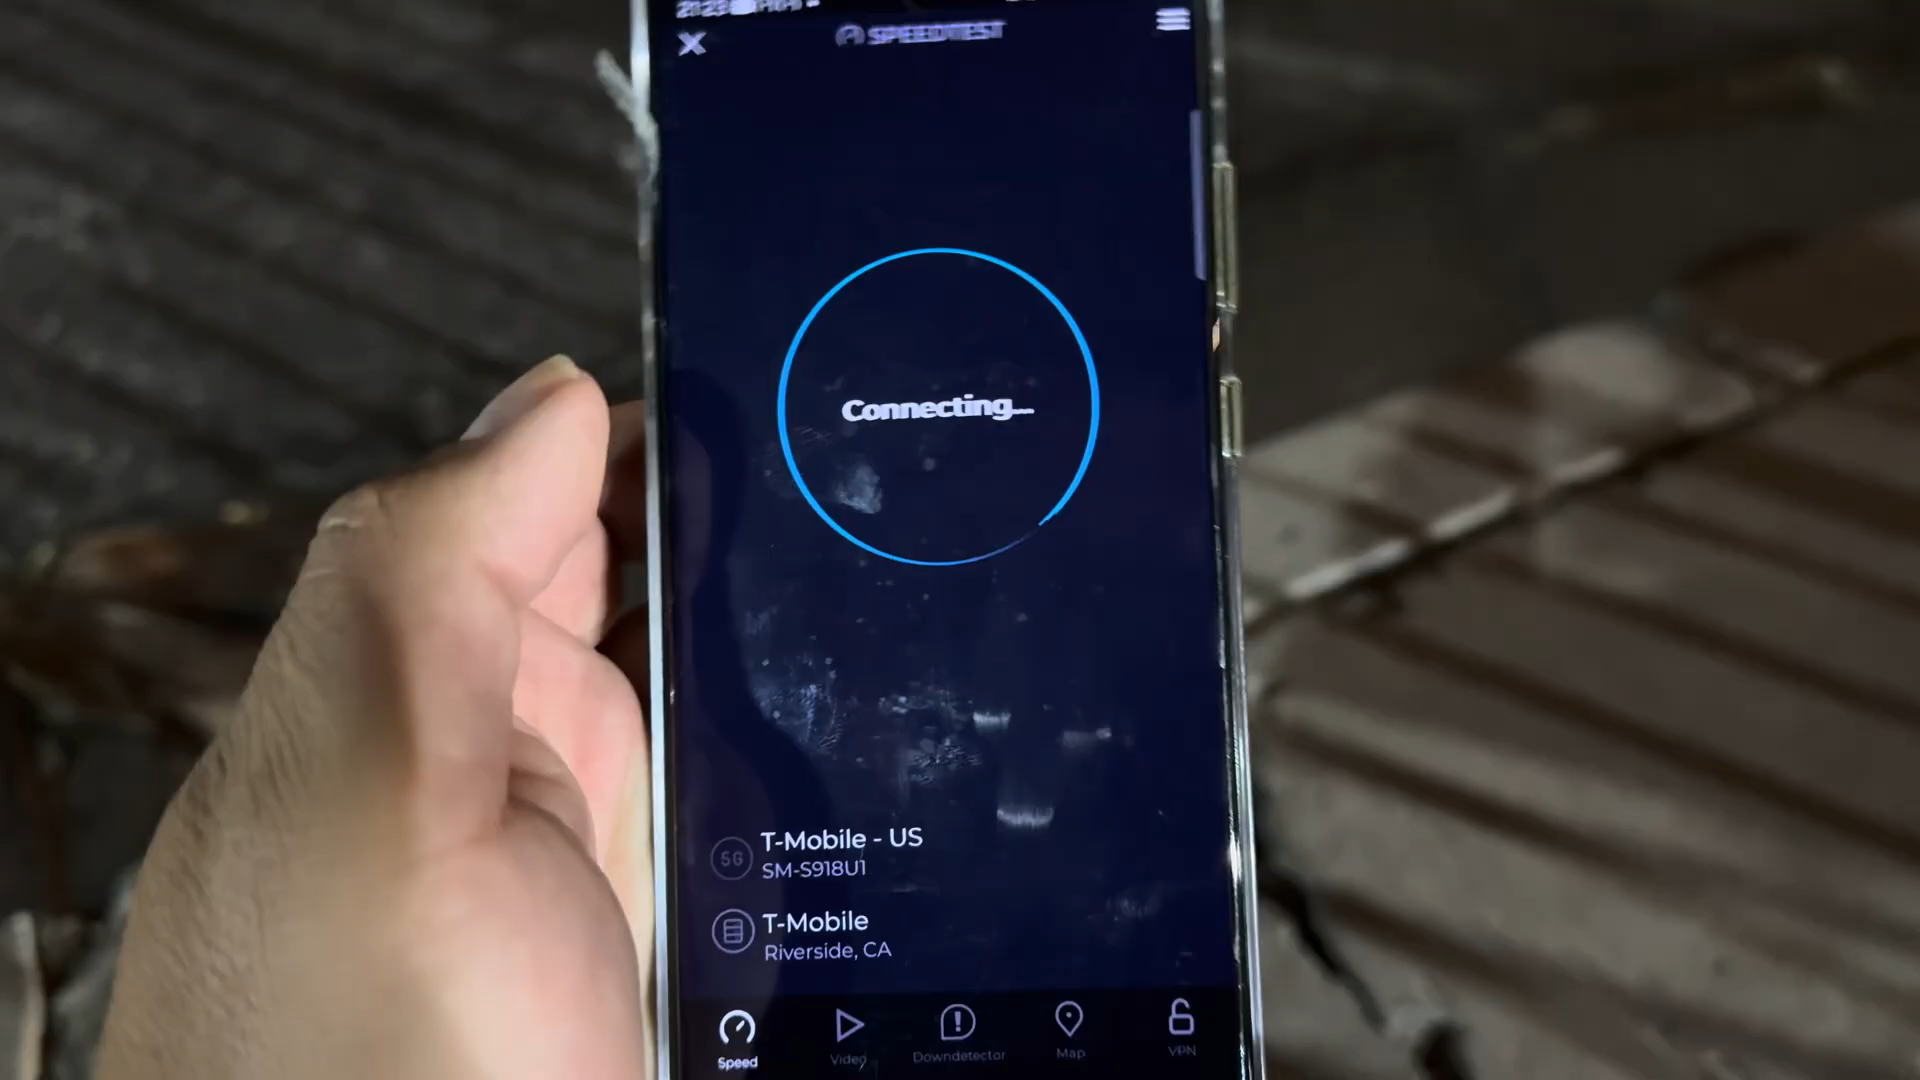 SPEEDTEST
Connecting...
5G
T-Mobile - US
SM-S918U1
T-Mobile
Riverside, CA
Speed
Video
Downdetector
Map
VPN